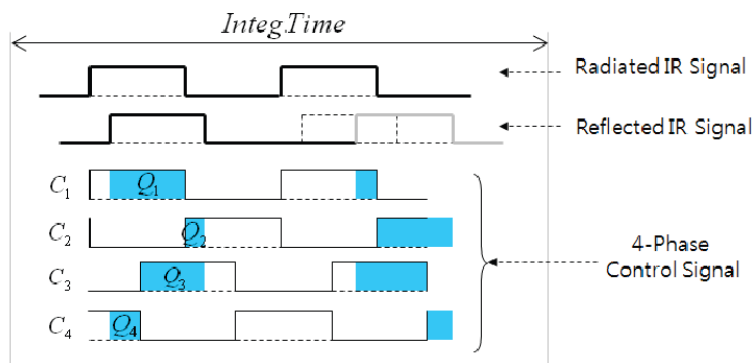 Integ.Time
Radiated IR Signal
Reflected IR Signal
C1 Q1
C2 Q2
C3 Q3
C4 Q4
4-Phase
Control Signal